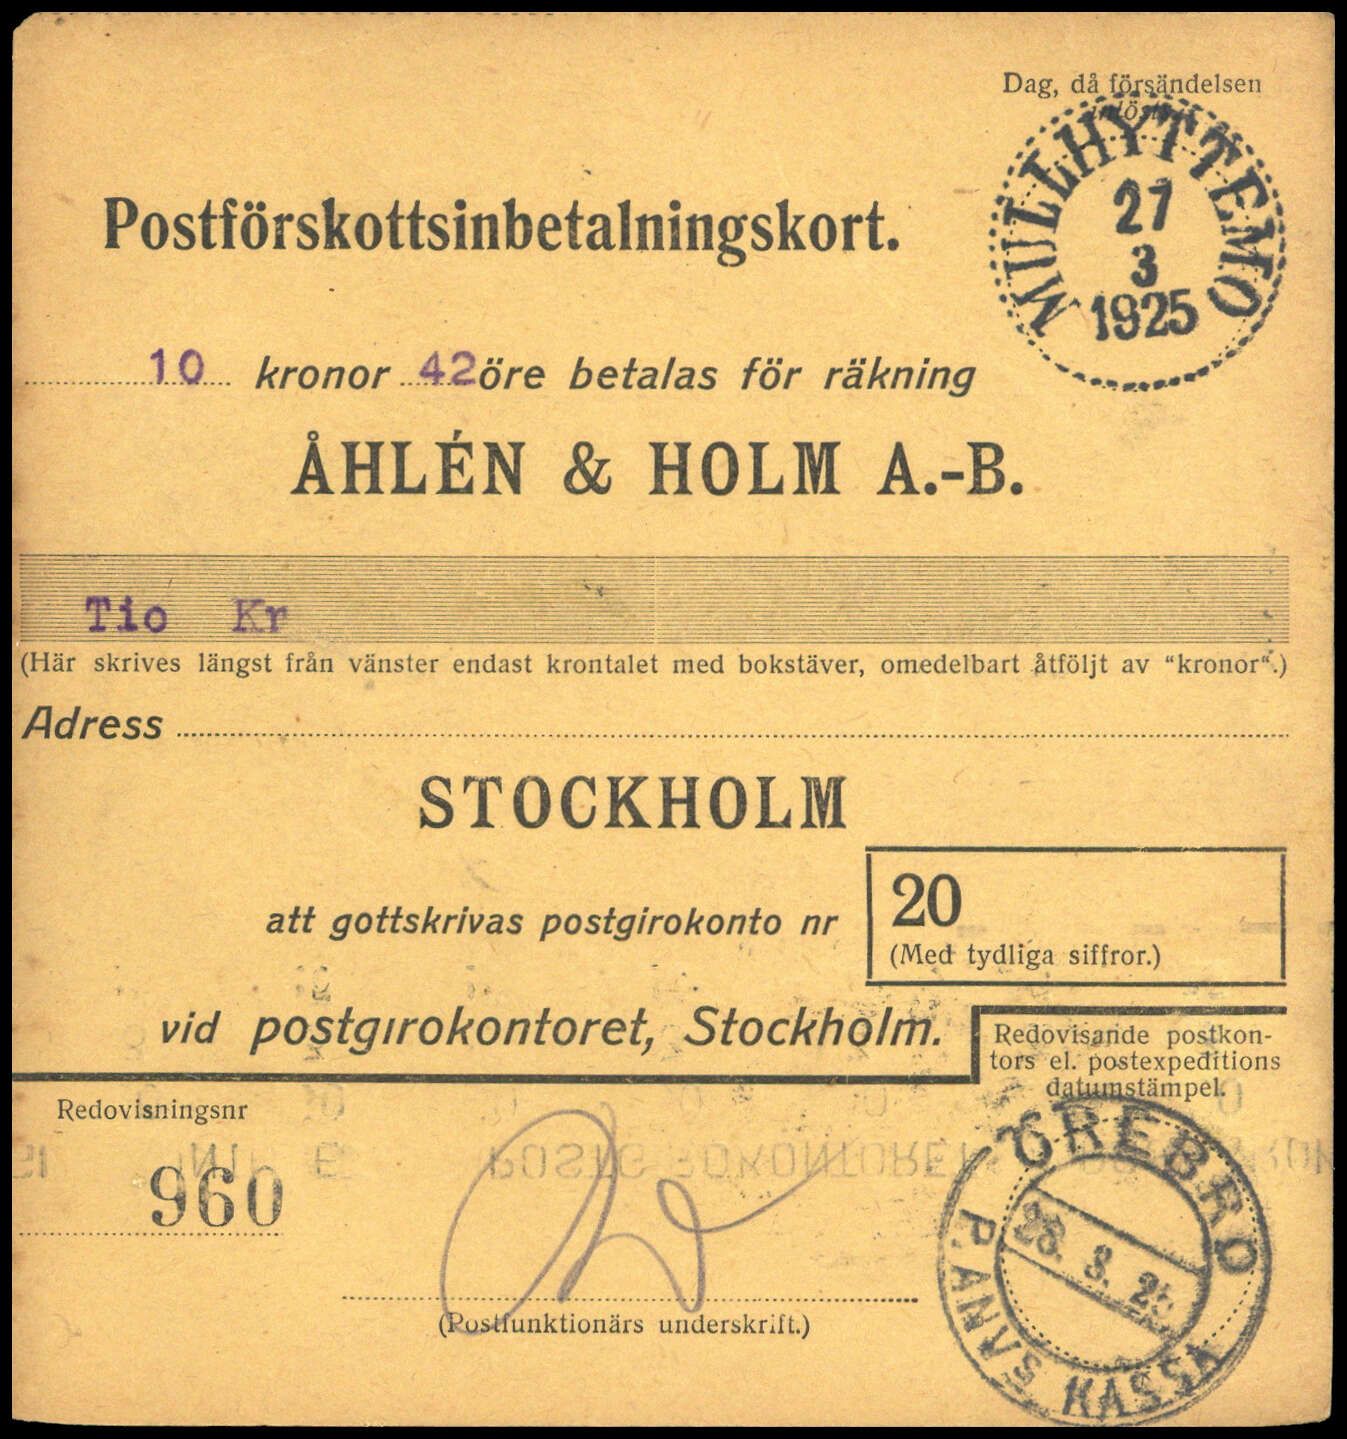 Dag, då försändelsen
MULLHYTTEMO
27
3
1925
Postförskottsinbetalningskort.
10 kronor 42 öre betalas för räkning
ÅHLÉN & HOLM A.-B.
Tio Kr
(Här skrives längst från vänster endast krontalet med bokstäver, omedelbart åtföljt av “kronor“.)
Adress
STOCKHOLM
att gottskrivas postgirokonto nr
20
(Med tydliga siffror.)
vid postgirokontoret, Stockholm.
Redovisande postkon-
tors el. postexpeditions
datumstämpel.
Redovisningsnr
960
(Postfunktionärs underskrift.)
ÖREBRO
28. 3. 25
P. ANVS KASSA